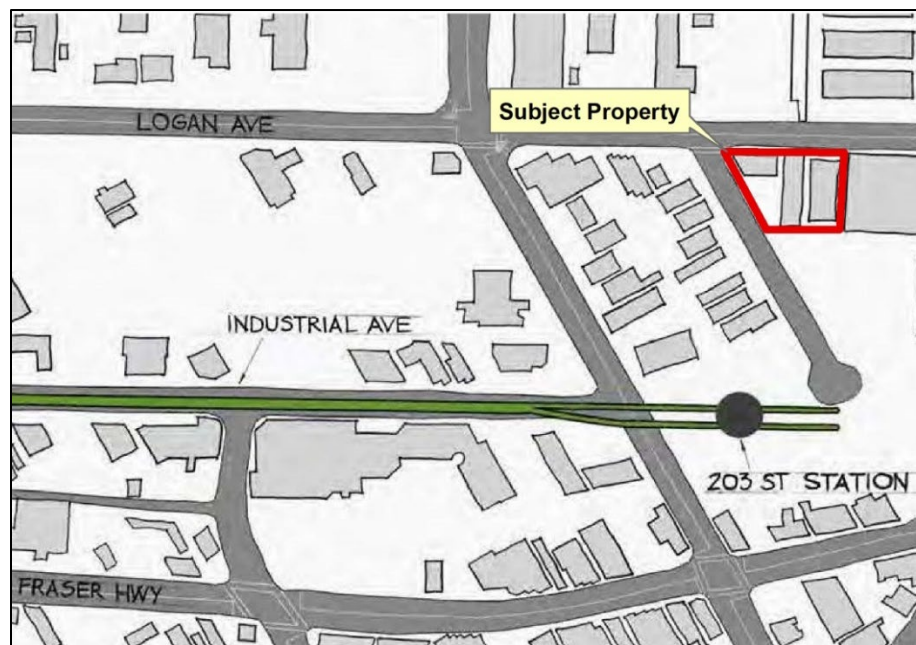 Subject Property
LOGAN AVE
INDUSTRIAL AVE
203 ST STATION
FRASER HWY